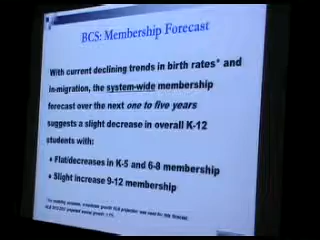 BCS: Membership Forecast
With current declining trends in birth rates* and
in-migration, the system-wide membership
forecast over the next one to five years
suggests a slight decrease in overall K-12
students with:
• Flat/decreases in K-5 and 6-8 membership
• Slight increase 9-12 membership